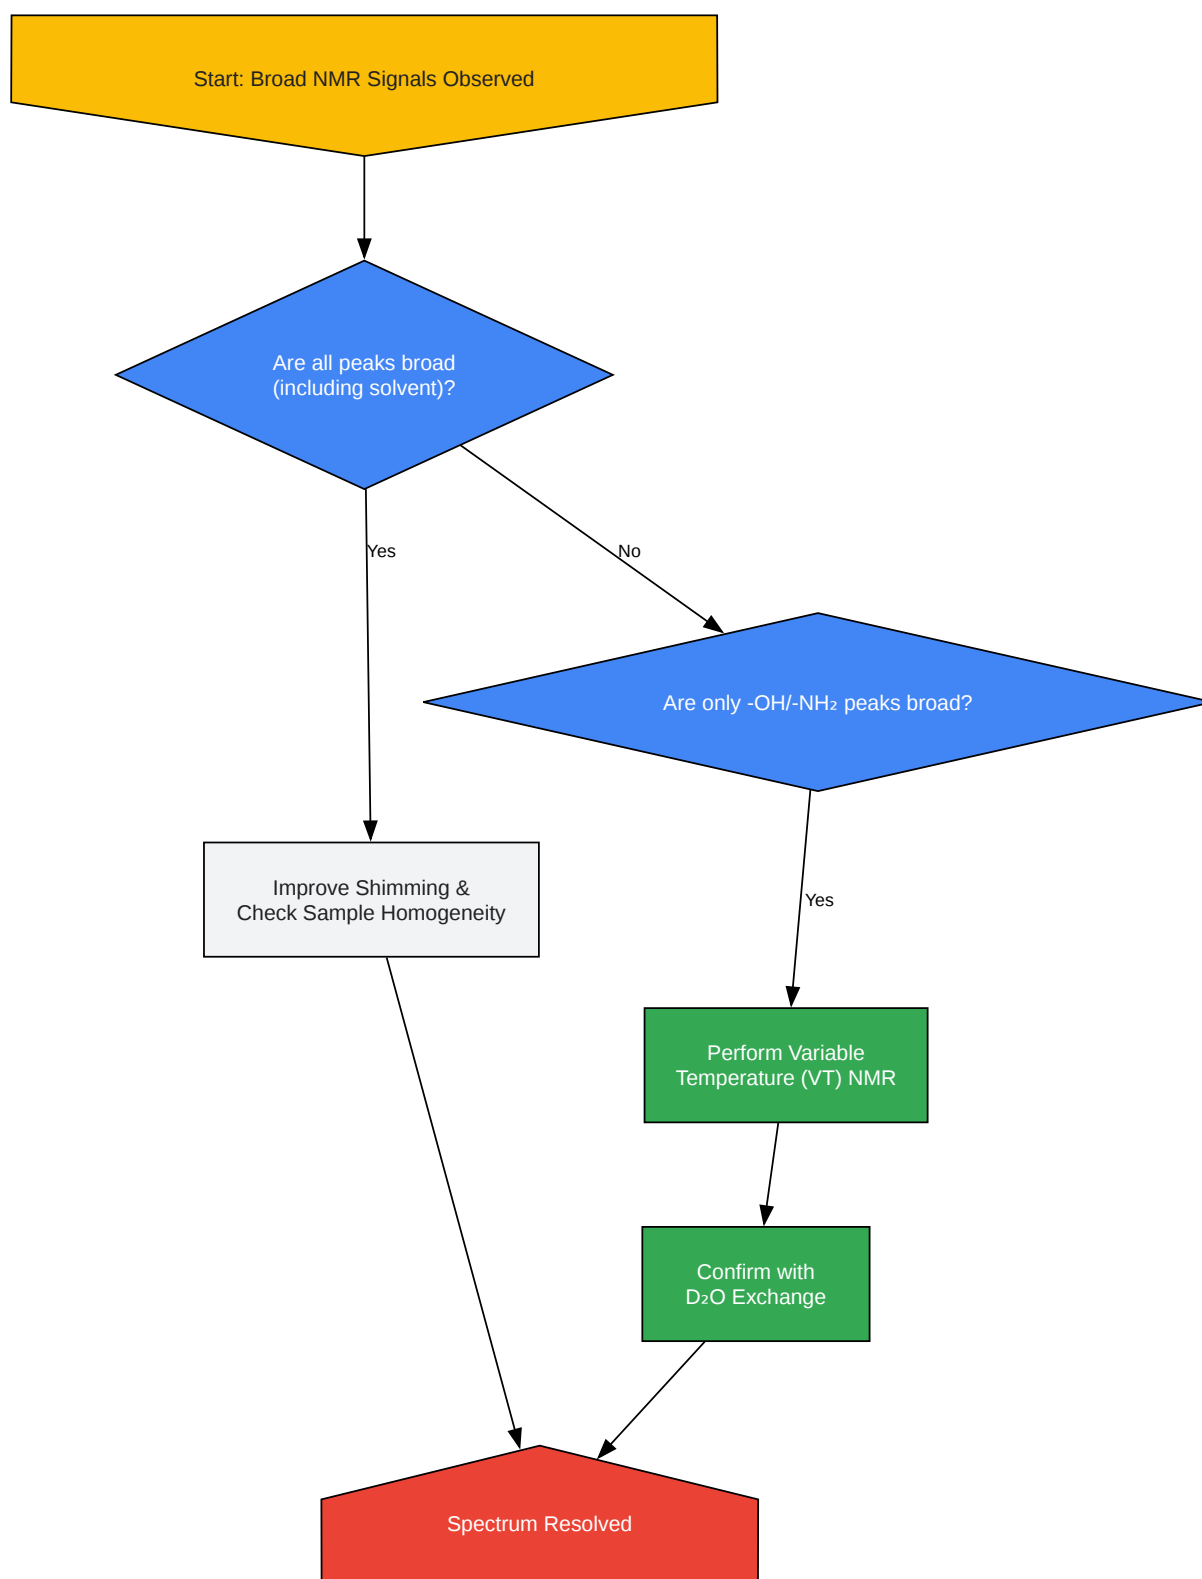 Start: Broad NMR Signals Observed
Are all peaks broad
(including solvent)?
Yes
No
Are only -OH/-NH₂ peaks broad?
Improve Shimming &
Check Sample Homogeneity
Yes
Perform Variable
Temperature (VT) NMR
Confirm with
D₂O Exchange
Spectrum Resolved